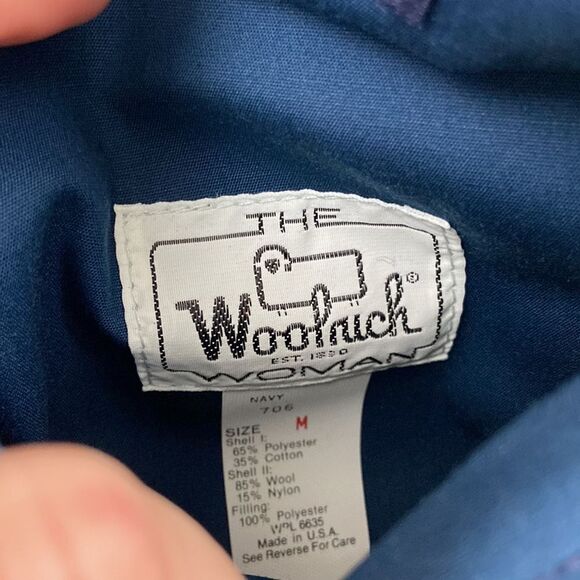 THE
Woolrich®
EST. 1830
WOMAN
NAVY
706
SIZE M
Shell I:
65% Polyester
35% Cotton
Shell II:
85% Wool
15% Nylon
Filling:
100% Polyester
WPL 6635
Made in U.S.A.
See Reverse For Care